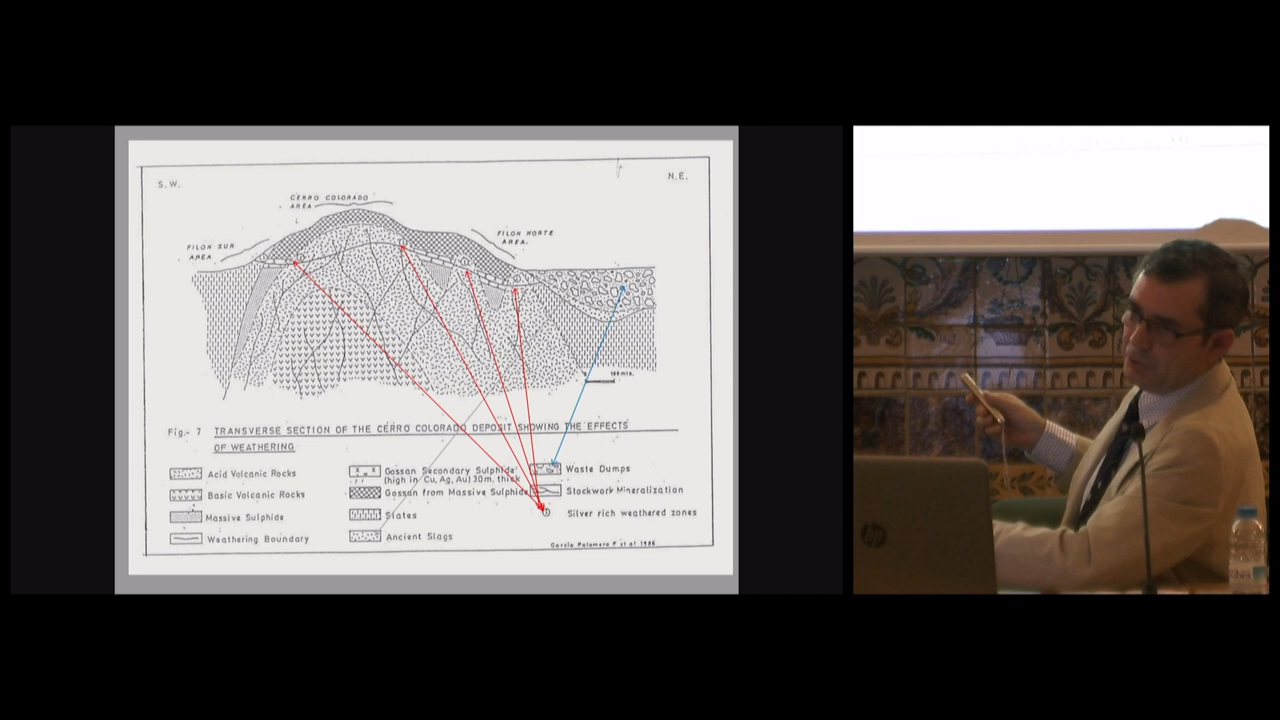 S.W.
N.E.
CERRO COLORADO
AREA
FILON SUR
AREA
FILON NORTE
AREA.
100 mts.
Fig.- 7 TRANSVERSE SECTION OF THE CERRO COLORADO DEPOSIT SHOWING THE EFFECTS
OF WEATHERING
Acid Volcanic Rocks
Basic Volcanic Rocks
Massive Sulphide
Weathering Boundary
Gossan Secondary Sulphide
(high in Cu, Ag, Au) 30m, thick
Gossan from Massive Sulphide
Slates
Ancient Slags
Waste Dumps
Stockwork Mineralization
Silver rich weathered zones
Garcia Palomero F et al 1986
hp